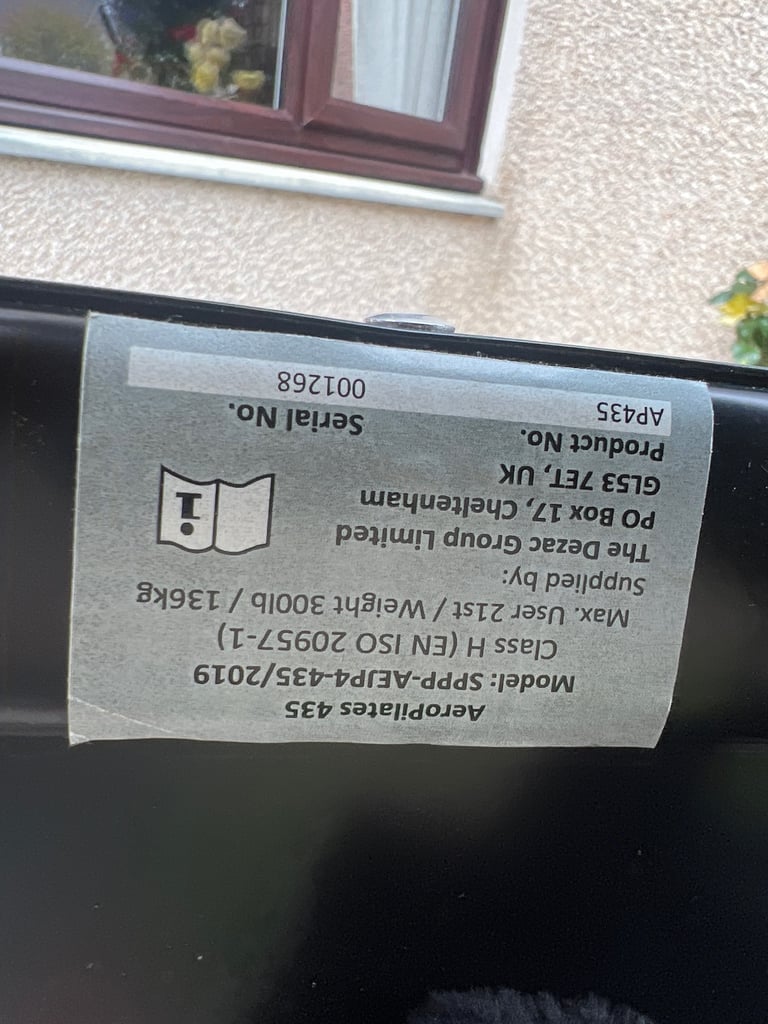 AeroPilates 435
Model: SPPP-AEJP4-435/2019
Class H (EN ISO 20957-1)
Max. User 21st / Weight 300lb / 136kg
Supplied by:
The Dezac Group Limited
PO Box 17, Cheltenham
GL53 7ET, UK
i
Product No. Serial No.
AP435 001268